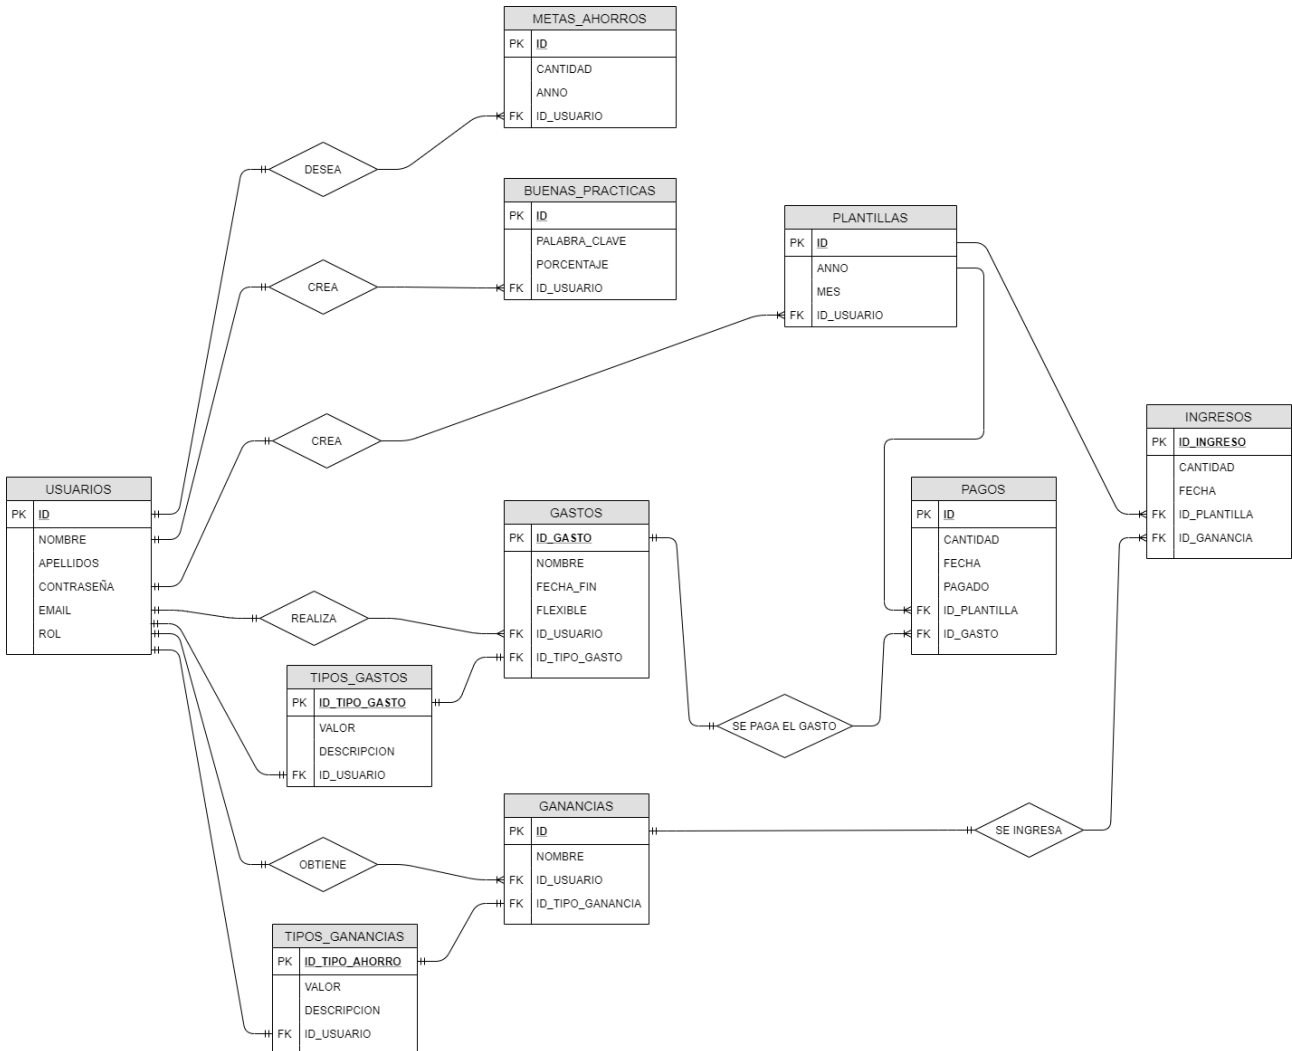 METAS_AHORROS
PK ID
CANTIDAD
ANNO
FK ID_USUARIO
DESEA
BUENAS_PRACTICAS
PK ID
PALABRA_CLAVE
PORCENTAJE
FK ID_USUARIO
CREA
PLANTILLAS
PK ID
ANNO
MES
FK ID_USUARIO
CREA
INGRESOS
PK ID_INGRESO
CANTIDAD
FECHA
FK ID_PLANTILLA
FK ID_GANANCIA
USUARIOS
PK ID
NOMBRE
APELLIDOS
CONTRASEÑA
EMAIL
ROL
GASTOS
PK ID_GASTO
NOMBRE
FECHA_FIN
FLEXIBLE
FK ID_USUARIO
FK ID_TIPO_GASTO
PAGOS
PK ID
CANTIDAD
FECHA
PAGADO
FK ID_PLANTILLA
FK ID_GASTO
REALIZA
TIPOS_GASTOS
PK ID_TIPO_GASTO
VALOR
DESCRIPCION
FK ID_USUARIO
SE PAGA EL GASTO
GANANCIAS
PK ID
NOMBRE
FK ID_USUARIO
FK ID_TIPO_GANANCIA
SE INGRESA
OBTIENE
TIPOS_GANANCIAS
PK ID_TIPO_AHORRO
VALOR
DESCRIPCION
FK ID_USUARIO